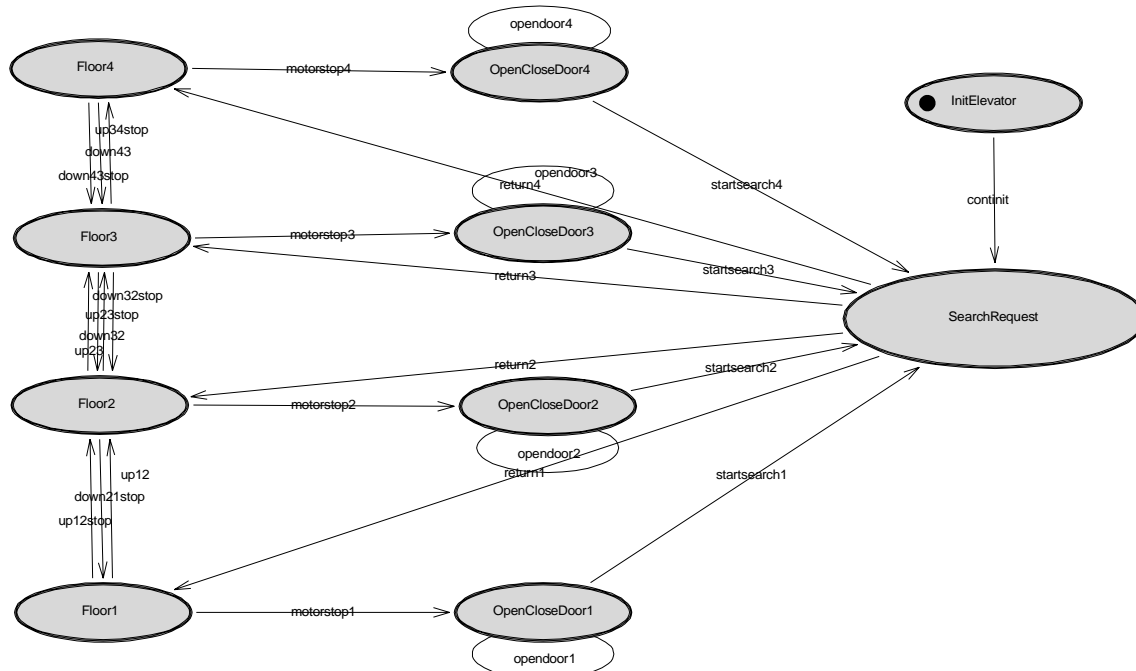 opendoor4
Floor4
motorstop4
OpenCloseDoor4
InitElevator
up34stop
down43
down43stop
opendoor3
return4
startsearch4
continit
Floor3
motorstop3
OpenCloseDoor3
return3
startsearch3
down32stop
up23stop
down32
up23
SearchRequest
return2
startsearch2
Floor2
motorstop2
OpenCloseDoor2
opendoor2
return1
startsearch1
up12
down21stop
up12stop
Floor1
motorstop1
OpenCloseDoor1
opendoor1